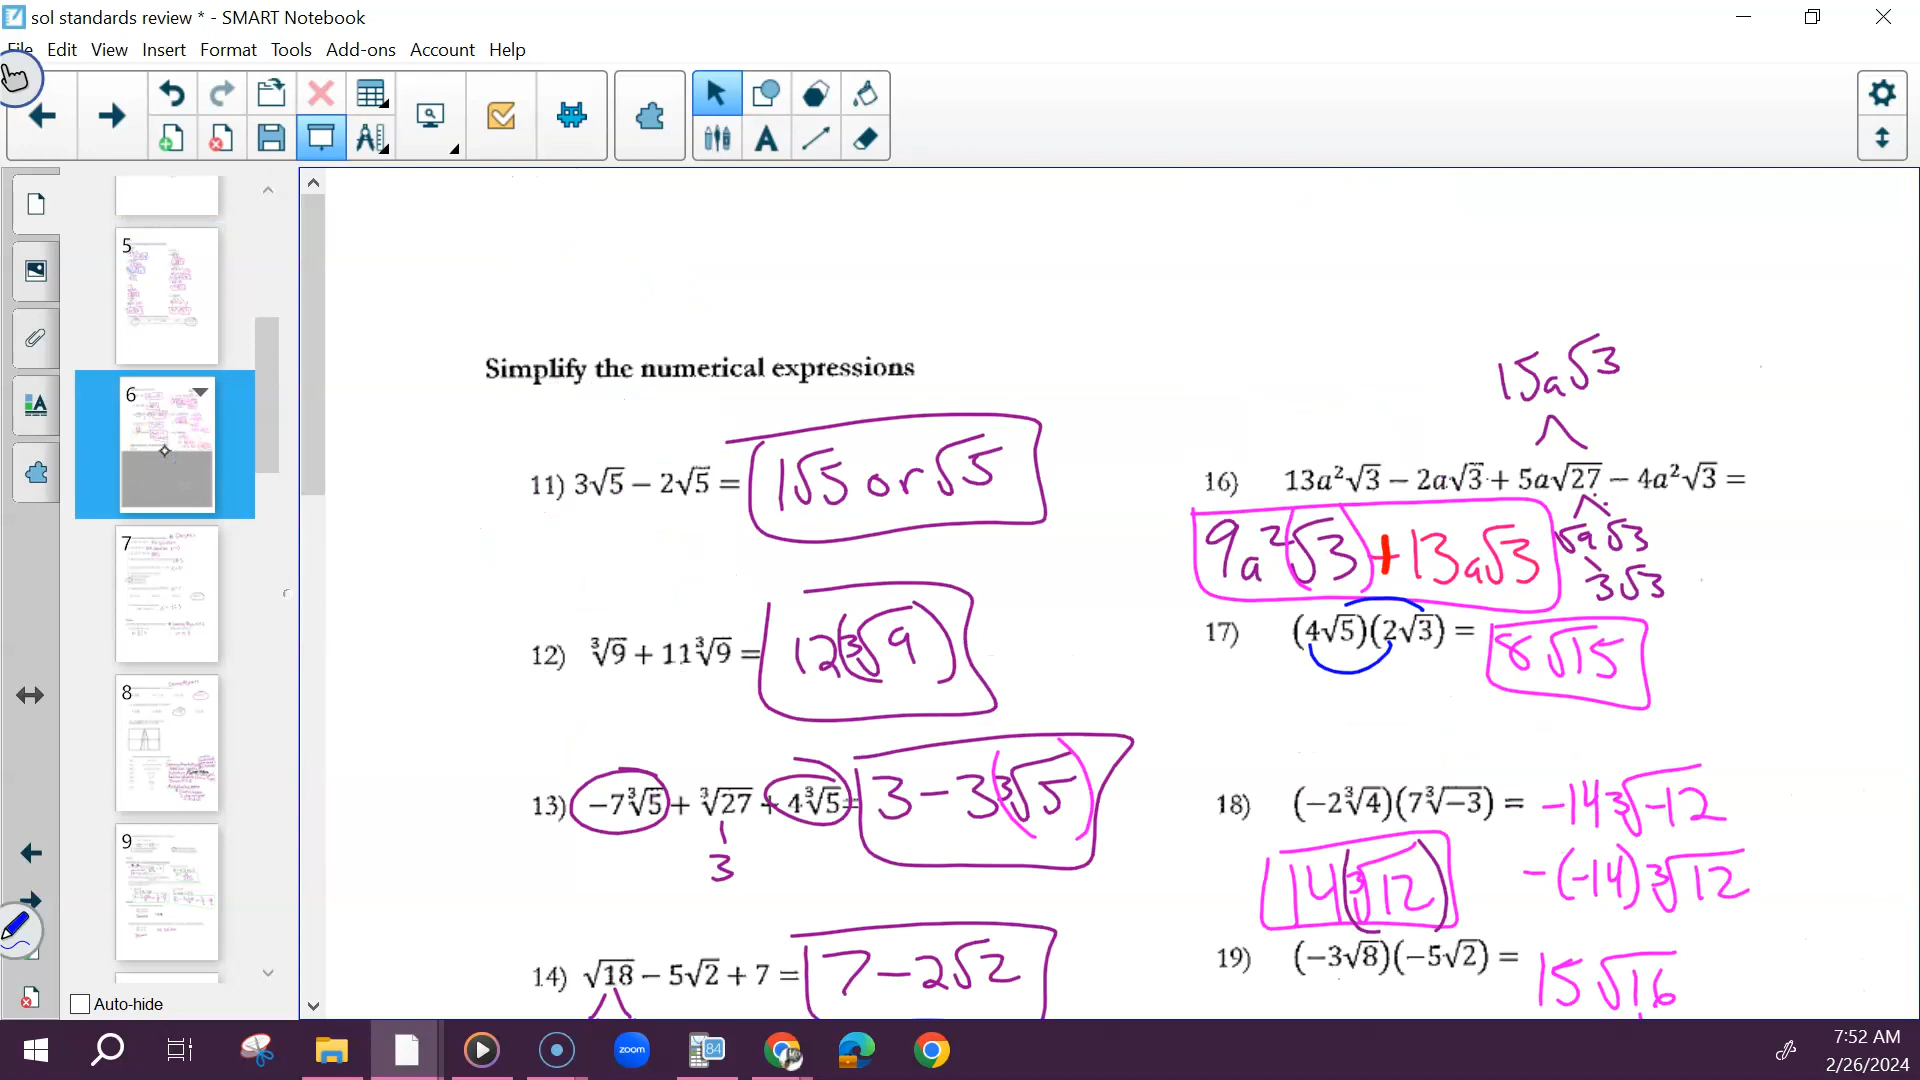 sol standards review * - SMART Notebook
File Edit View Insert Format Tools Add-ons Account Help
5
6
7
8
9
Auto-hide
Simplify the numerical expressions
11) 3√5 − 2√5 = 1√5 or √5
12) ∛9 + 11∛9 = 12(∛9)
13) −7∛5 + ∛27 + 4∛5 = 3 − 3(∛5)
3
14) √18 − 5√2 + 7 = 7 − 2√2
15a√3
16) 13a²√3 − 2a√3 + 5a√27 − 4a²√3 =
9a²(√3) + 13a√3
√9 √3
3√3
17) (4√5)(2√3) = 8√15
18) (−2∛4)(7∛−3) = −14∛−12
−(−14)∛12
14(∛12)
19) (−3√8)(−5√2) = 15√16
zoom
84
7:52 AM
2/26/2024